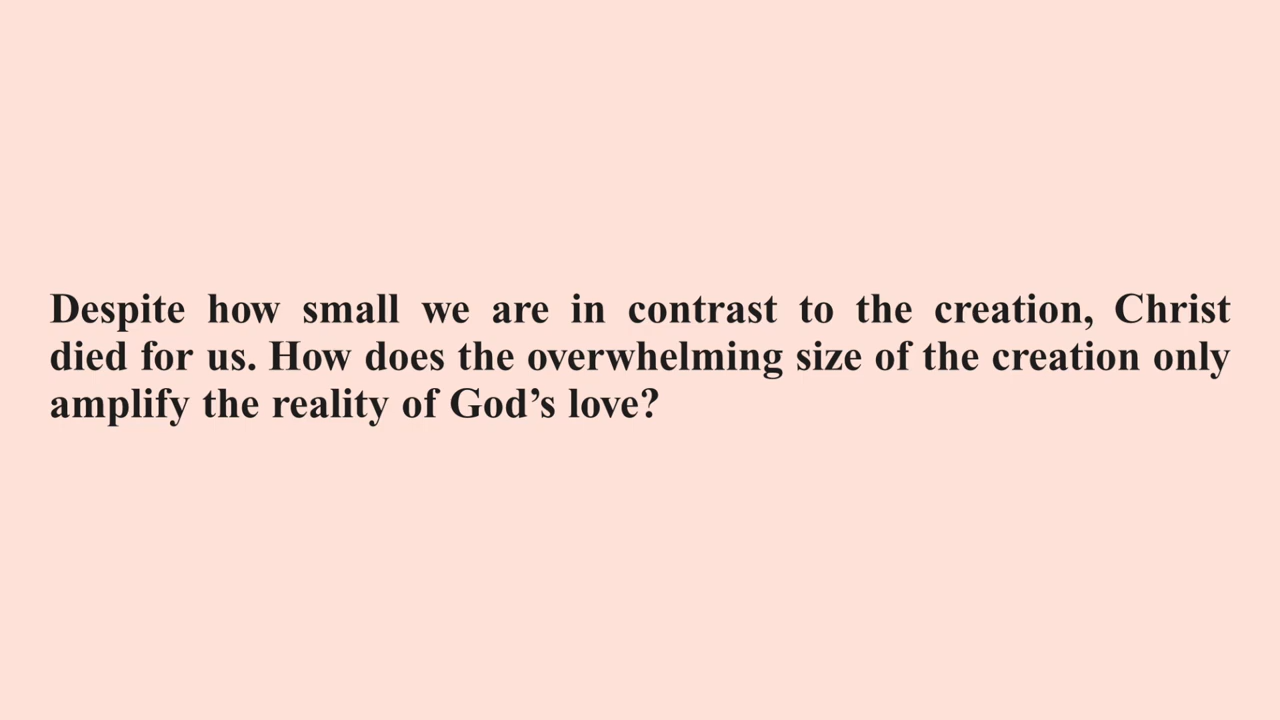 Despite how small we are in contrast to the creation, Christ
died for us. How does the overwhelming size of the creation only
amplify the reality of God’s love?